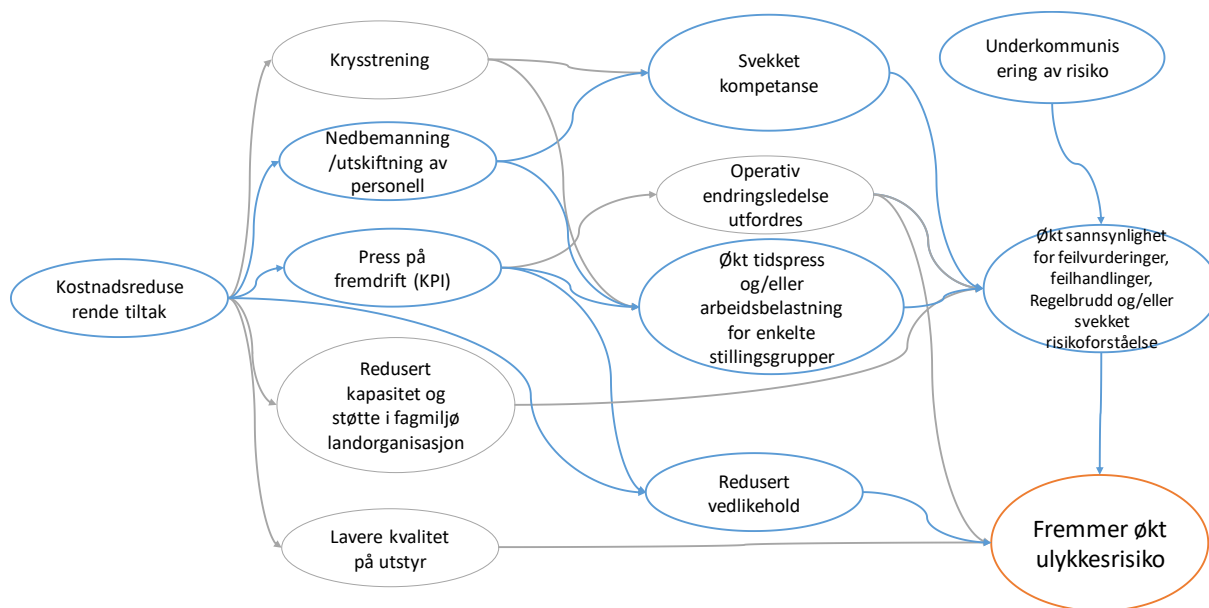 Krysstrening
Svekket
kompetanse
Underkommunis
ering av risiko
Nedbemanning
/utskiftning av
personell
Operativ
endringsledelse
utfordres
Press på
fremdrift (KPI)
Økt tidspress
og/eller
arbeidsbelastning
for enkelte
stillingsgrupper
Økt sannsynlighet
for feilvurderinger,
feilhandlinger,
Regelbrudd og/eller
svekket
risikoforståelse
Kostnadsreduse
rende tiltak
Redusert
kapasitet og
støtte i fagmiljø
landorganisasjon
Redusert
vedlikehold
Lavere kvalitet
på utstyr
Fremmer økt
ulykkesrisiko